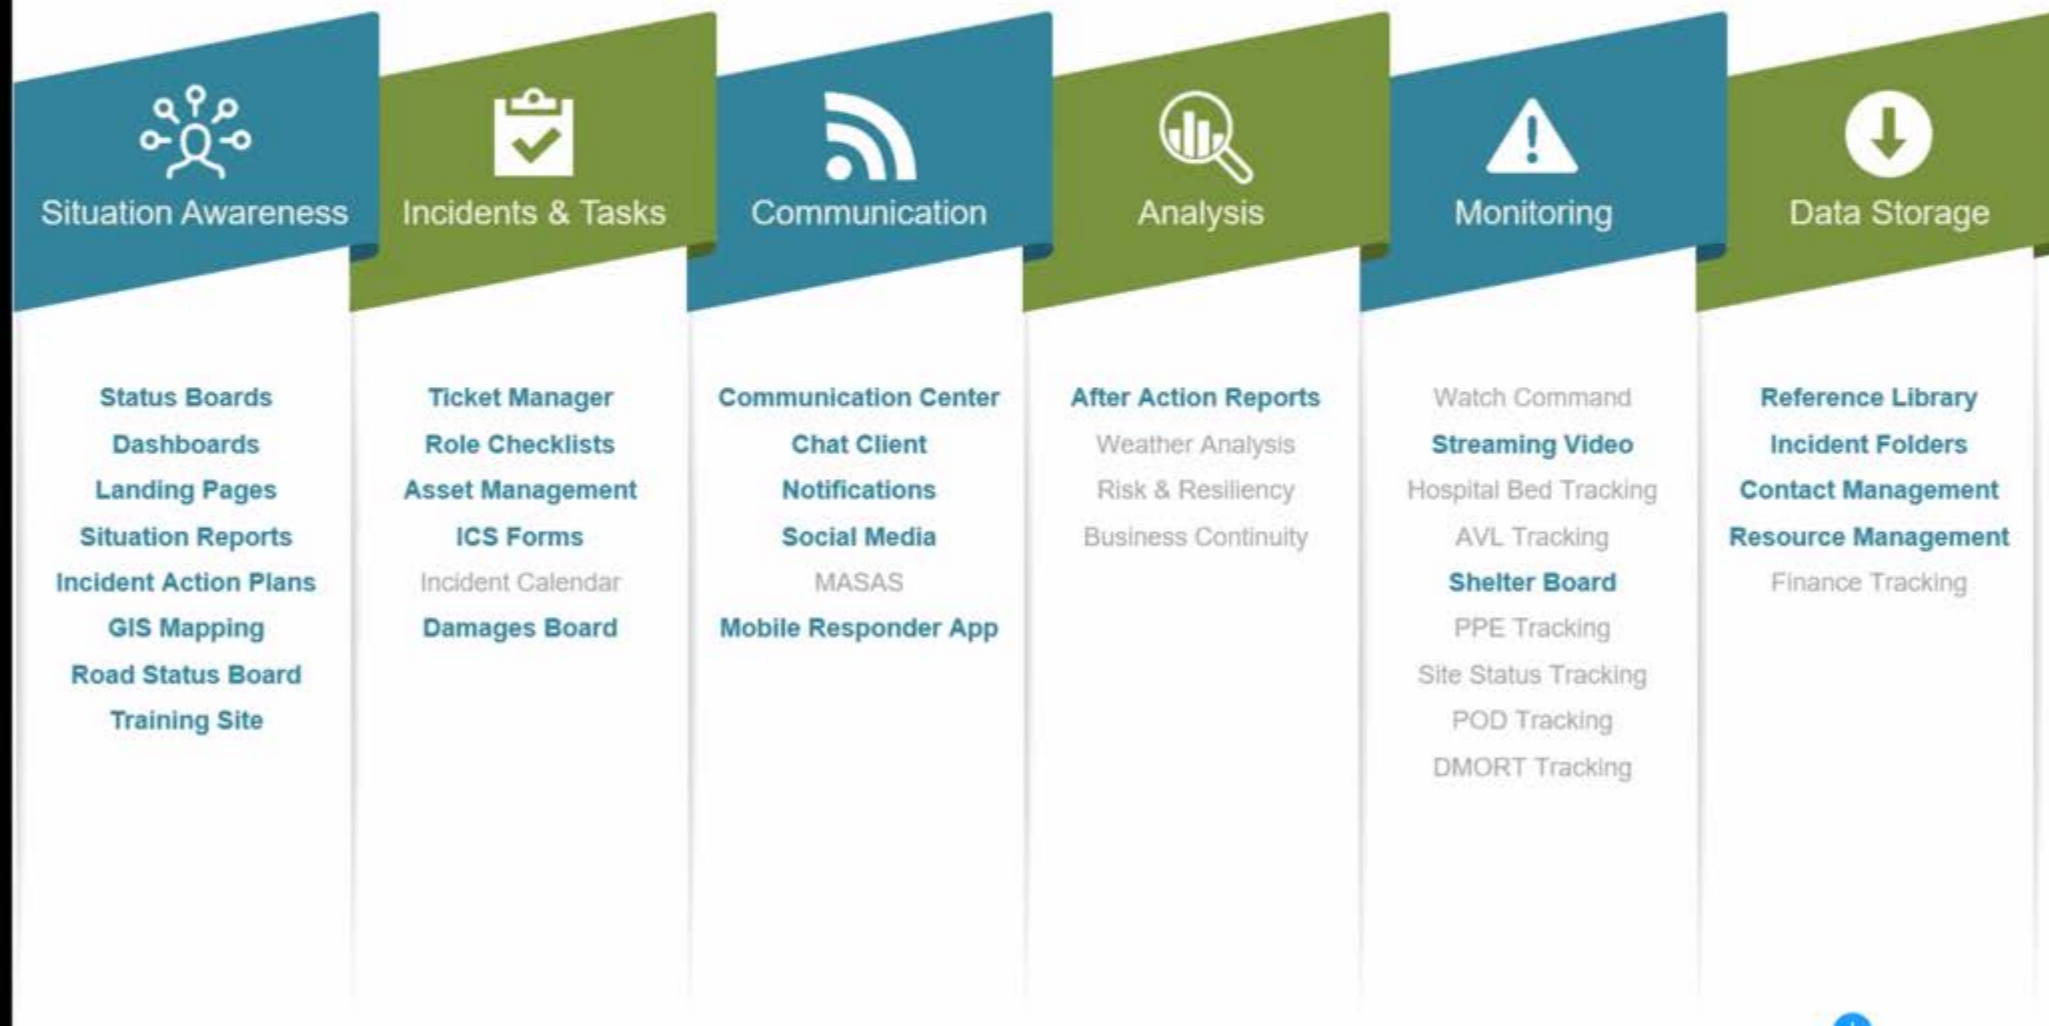 Situation Awareness
Status Boards
Dashboards
Landing Pages
Situation Reports
Incident Action Plans
GIS Mapping
Road Status Board
Training Site
Incidents & Tasks
Ticket Manager
Role Checklists
Asset Management
ICS Forms
Incident Calendar
Damages Board
Communication
Communication Center
Chat Client
Notifications
Social Media
MASAS
Mobile Responder App
Analysis
After Action Reports
Weather Analysis
Risk & Resiliency
Business Continuity
Monitoring
Watch Command
Streaming Video
Hospital Bed Tracking
AVL Tracking
Shelter Board
PPE Tracking
Site Status Tracking
POD Tracking
DMORT Tracking
Data Storage
Reference Library
Incident Folders
Contact Management
Resource Management
Finance Tracking